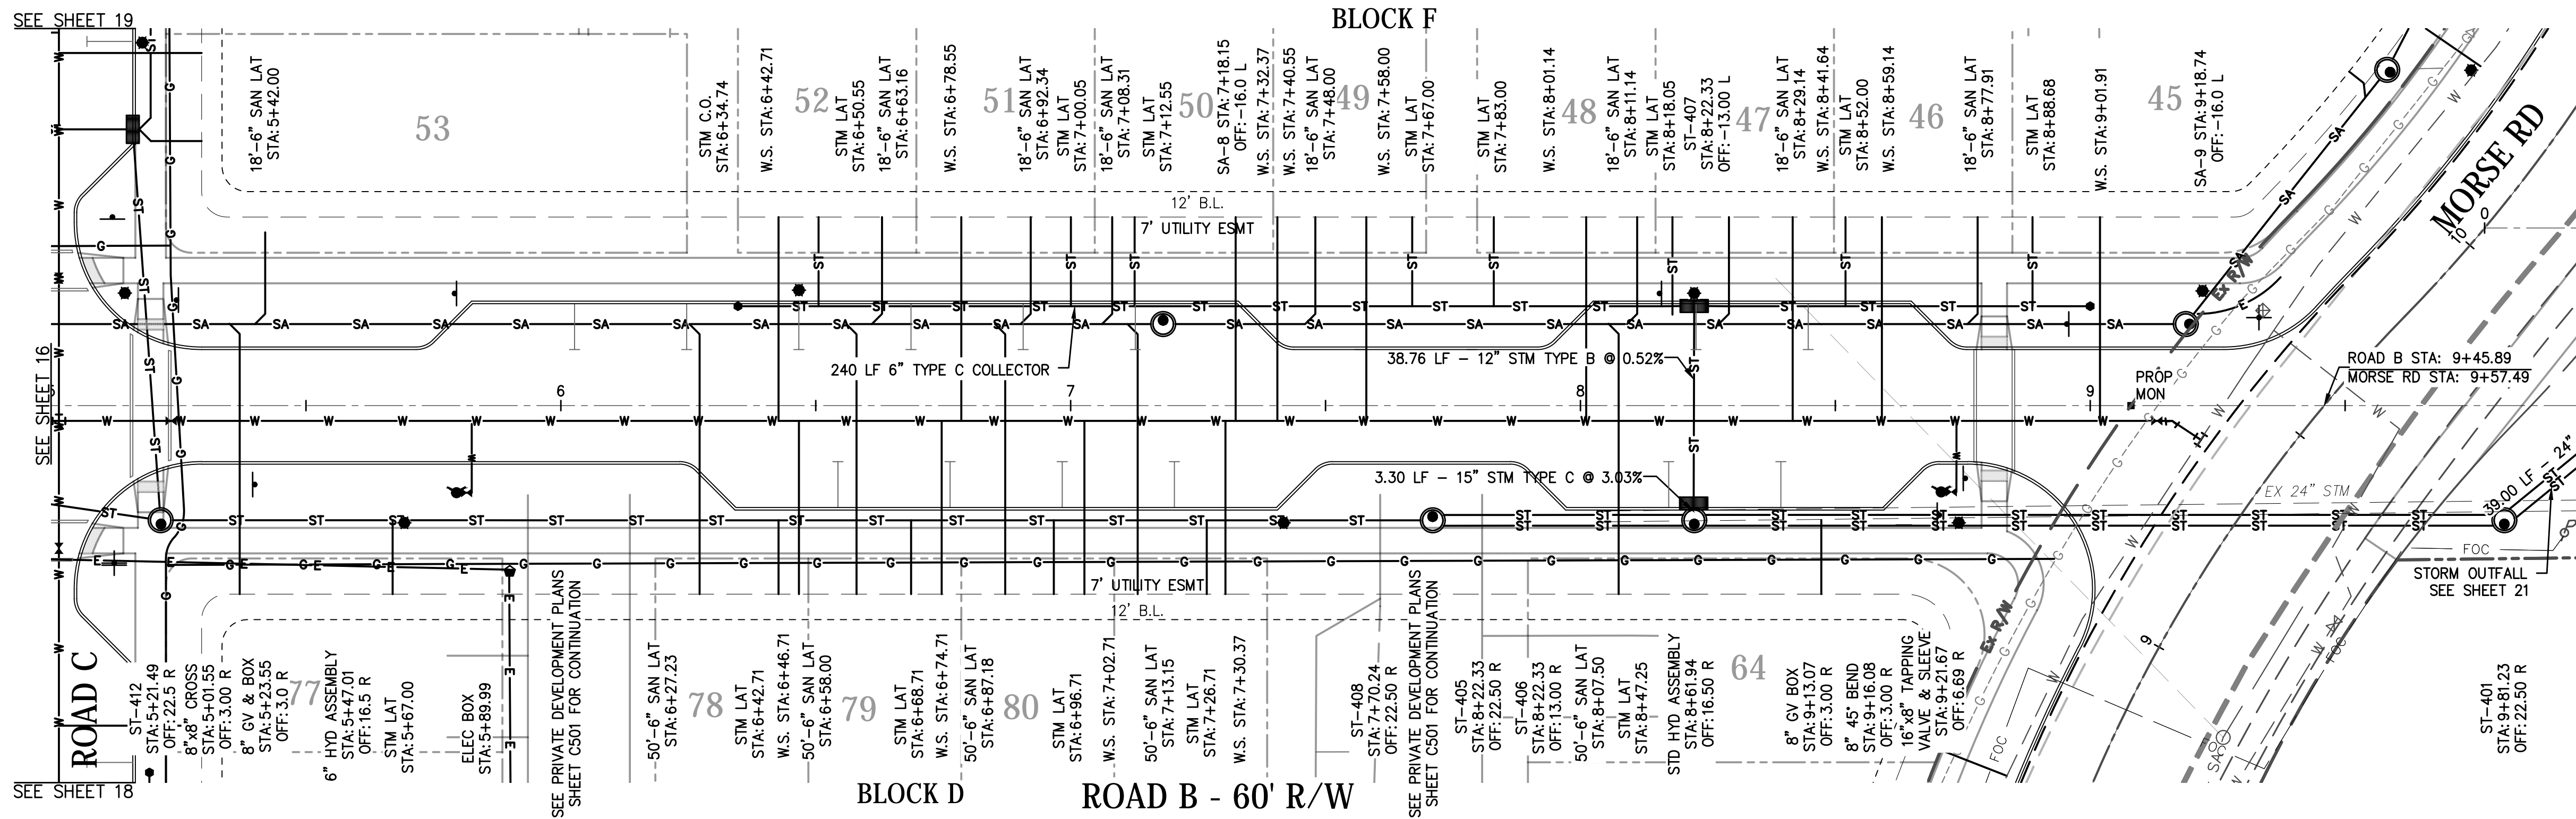 SEE SHEET 19
BLOCK F
18'-6" SAN LAT
STA:5+42.00
53
STM C.O.
STA:6+34.74
W.S. STA:6+42.71
52
STM LAT
STA:6+50.55
18'-6" SAN LAT
STA:6+63.16
W.S. STA:6+78.55
51
18'-6" SAN LAT
STA:6+92.34
STM LAT
STA:7+00.05
18'-6" SAN LAT
STA:7+08.31
STM LAT
STA:7+12.55
50
SA-8 STA:7+18.15
OFF:-16.0 L
W.S. STA:7+32.37
W.S. STA:7+40.55
18'-6" SAN LAT
STA:7+48.00
49
W.S. STA:7+58.00
STM LAT
STA:7+67.00
STM LAT
STA:7+83.00
W.S. STA:8+01.14
48
18'-6" SAN LAT
STA:8+11.14
STM LAT
STA:8+18.05
ST-407
STA:8+22.33
OFF:-13.00 L
47
18'-6" SAN LAT
STA:8+29.14
W.S. STA:8+41.64
STM LAT
STA:8+52.00
W.S. STA:8+59.14
46
18'-6" SAN LAT
STA:8+77.91
STM LAT
STA:8+88.68
W.S. STA:9+01.91
45
SA-9 STA:9+18.74
OFF:-16.0 L
MORSE RD
12' B.L.
7' UTILITY ESMT
Ex R/W
10
0
240 LF 6" TYPE C COLLECTOR
38.76 LF - 12" STM TYPE B @ 0.52%
3.30 LF - 15" STM TYPE C @ 3.03%
SEE SHEET 16
6
7
8
9
PROP
MON
ROAD B STA: 9+45.89
MORSE RD STA: 9+57.49
EX 24" STM
39.00 LF - 24"
FOC
STORM OUTFALL
SEE SHEET 21
7' UTILITY ESMT
12' B.L.
Ex R/W
9
FOC
FOC
ROAD C
ST-412
STA:5+21.49
OFF:22.5 R
8"x8" CROSS
STA:5+01.55
OFF:3.00 R
8" GV & BOX
STA:5+23.55
OFF:3.0 R
77
6" HYD ASSEMBLY
STA:5+47.01
OFF:16.5 R
STM LAT
STA:5+67.00
ELEC BOX
STA:5+89.99
SEE PRIVATE DEVELOPMENT PLANS
SHEET C501 FOR CONTINUATION
50'-6" SAN LAT
STA:6+27.23
78
STM LAT
STA:6+42.71
W.S. STA:6+46.71
50'-6" SAN LAT
STA:6+58.00
79
STM LAT
STA:6+68.71
W.S. STA:6+74.71
50'-6" SAN LAT
STA:6+87.18
80
STM LAT
STA:6+96.71
W.S. STA:7+02.71
50'-6" SAN LAT
STA:7+13.15
STM LAT
STA:7+26.71
W.S. STA:7+30.37
ST-408
STA:7+70.24
OFF:22.50 R
SEE PRIVATE DEVELOPMENT PLANS
SHEET C501 FOR CONTINUATION
ST-405
STA:8+22.33
OFF:22.50 R
ST-406
STA:8+22.33
OFF:13.00 R
50'-6" SAN LAT
STA:8+07.50
STM LAT
STA:8+47.25
STD HYD ASSEMBLY
STA:8+61.94
OFF:16.50 R
64
8" GV BOX
STA:9+13.07
OFF:3.00 R
8" 45° BEND
STA:9+16.08
OFF:3.00 R
16"x8" TAPPING
VALVE & SLEEVE
STA:9+21.67
OFF:6.69 R
ST-401
STA:9+81.23
OFF:22.50 R
SEE SHEET 18
BLOCK D
ROAD B - 60' R/W